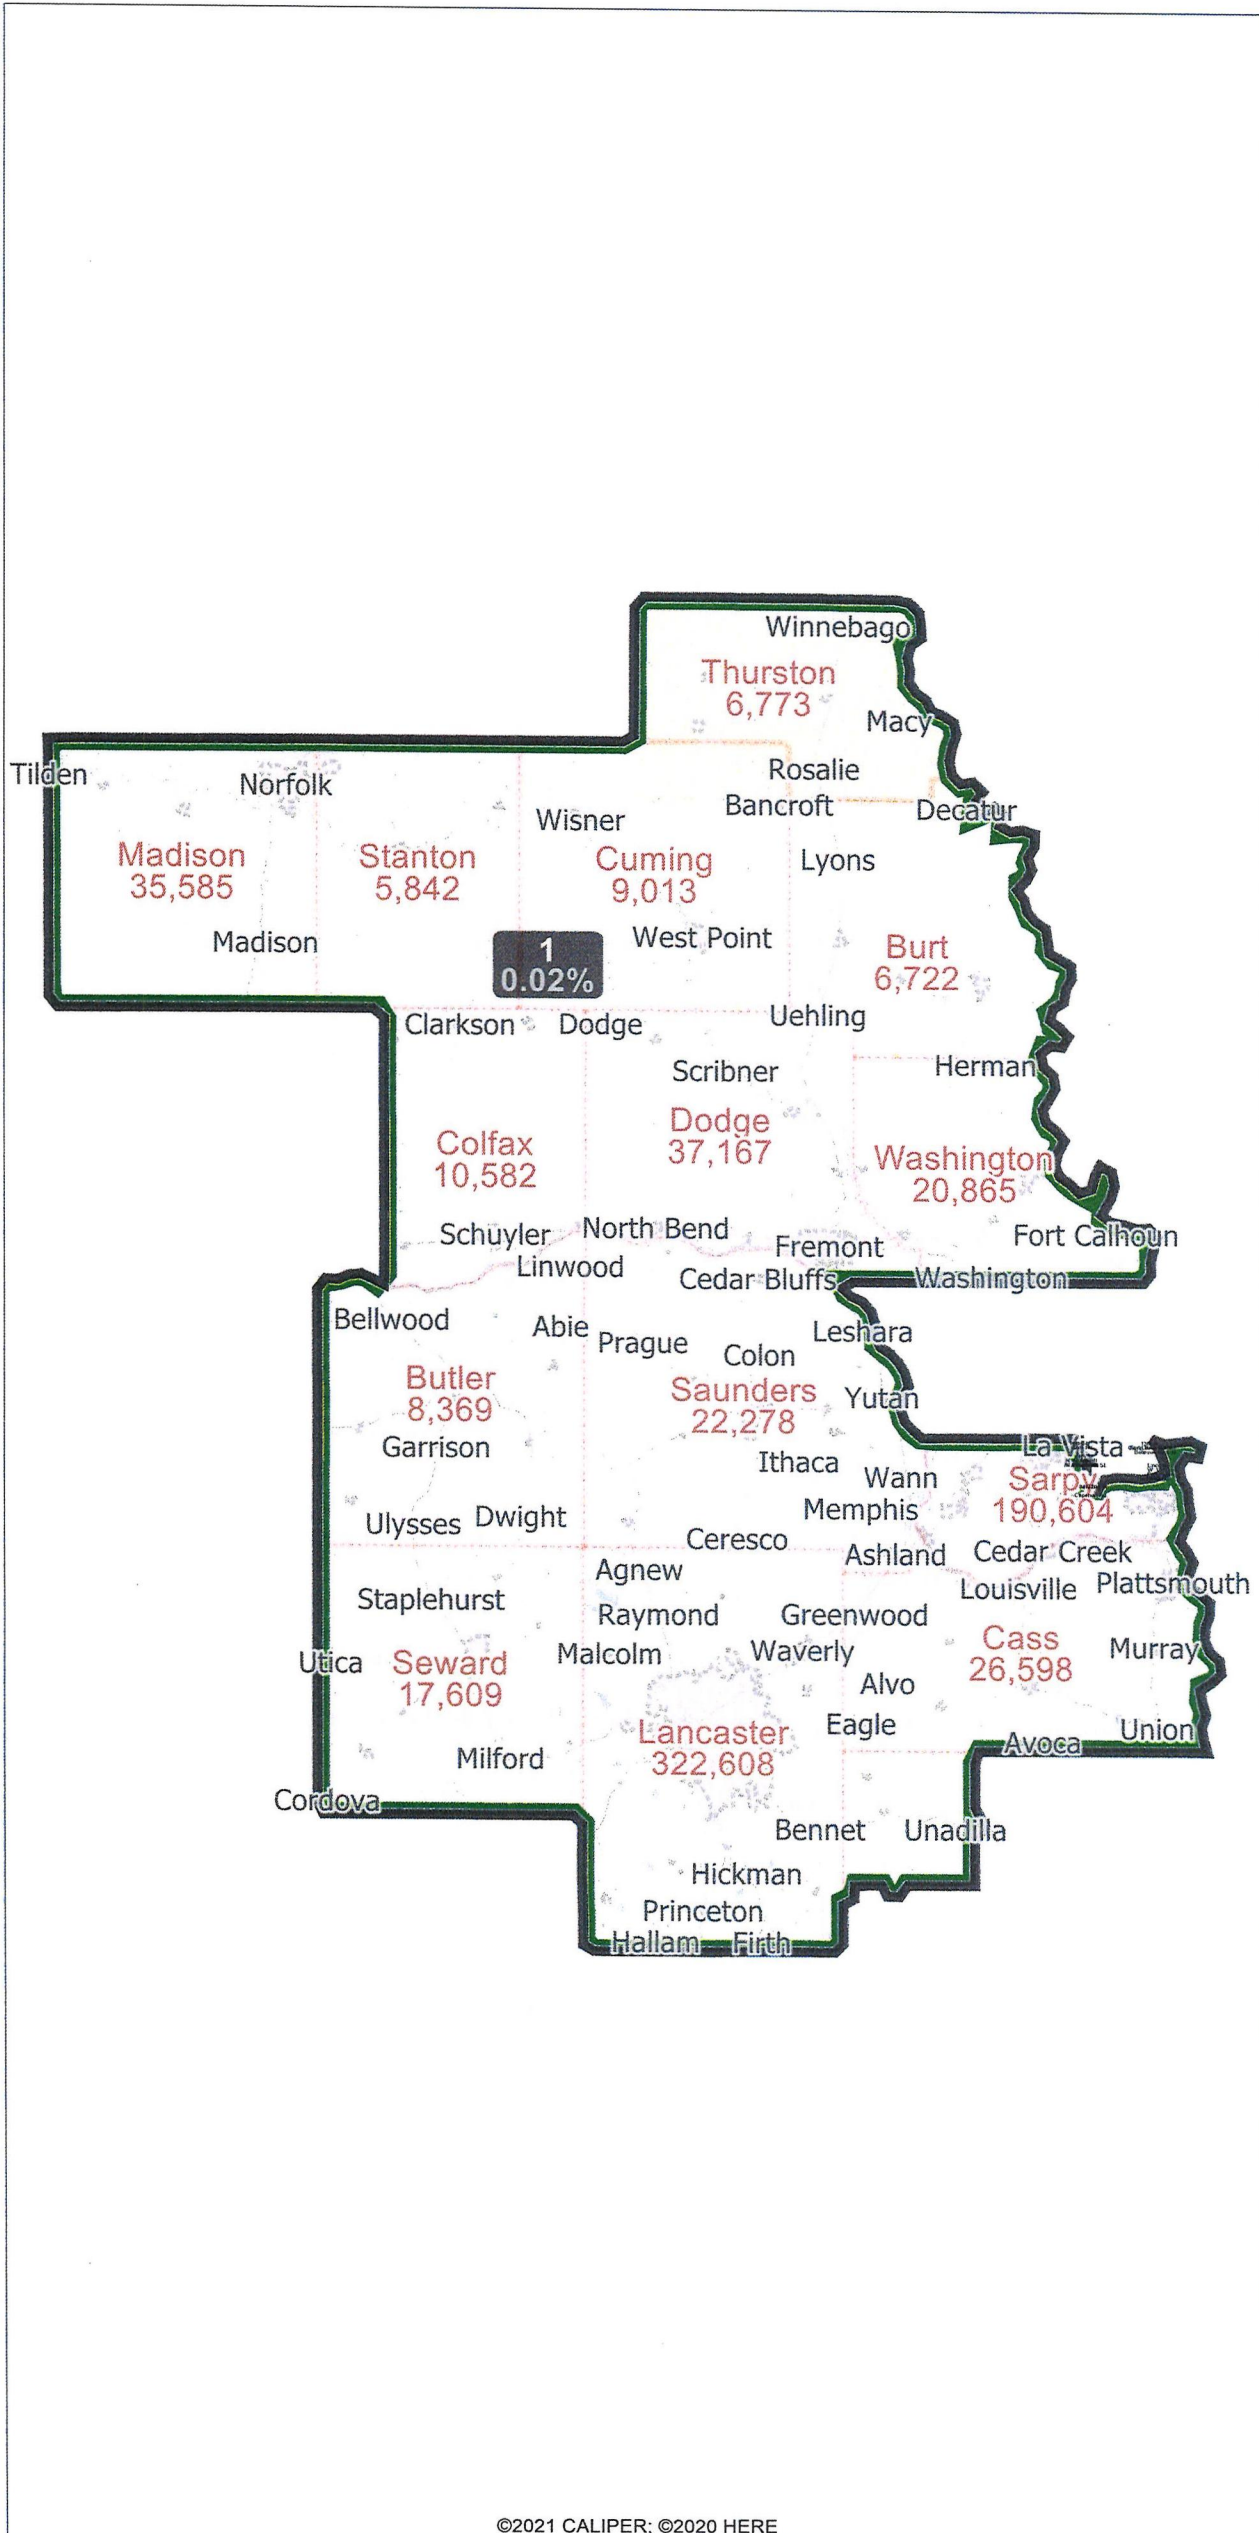 Winnebago
Thurston
6,773
Macy
Tilden
Norfolk
Rosalie
Bancroft
Decatur
Wisner
Madison
35,585
Stanton
5,842
Cuming
9,013
Lyons
Madison
West Point
1
0.02%
Burt
6,722
Clarkson
Dodge
Uehling
Scribner
Herman
Dodge
37,167
Colfax
10,582
Washington
20,865
Schuyler
North Bend
Fremont
Fort Calhoun
Linwood
Cedar Bluffs
Washington
Bellwood
Abie
Prague
Leshara
Colon
Butler
8,369
Saunders
22,278
Yutan
Garrison
La Vista
Ithaca
Wann
Sarpy
190,604
Memphis
Ulysses
Dwight
Ceresco
Ashland
Cedar Creek
Agnew
Louisville
Plattsmouth
Staplehurst
Raymond
Greenwood
Cass
26,598
Malcolm
Waverly
Murray
Utica
Seward
17,609
Alvo
Eagle
Lancaster
322,608
Union
Avoca
Milford
Cordova
Bennet
Unadilla
Hickman
Princeton
Hallam
Firth
©2021 CALIPER; ©2020 HERE